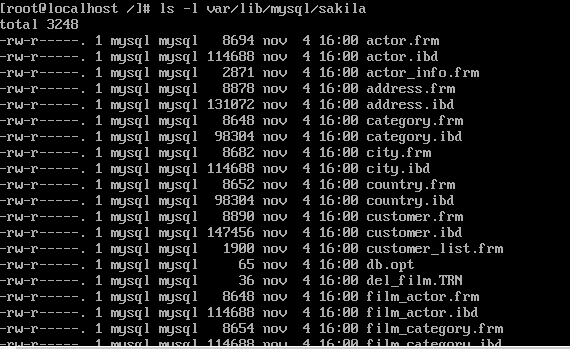 [root@localhost /]# ls -l var/lib/mysql/sakila
total 3248
-rw-r-----. 1 mysql mysql   8694 nov  4 16:00 actor.frm
-rw-r-----. 1 mysql mysql 114688 nov  4 16:00 actor.ibd
-rw-r-----. 1 mysql mysql   2871 nov  4 16:00 actor_info.frm
-rw-r-----. 1 mysql mysql   8878 nov  4 16:00 address.frm
-rw-r-----. 1 mysql mysql 131072 nov  4 16:00 address.ibd
-rw-r-----. 1 mysql mysql   8648 nov  4 16:00 category.frm
-rw-r-----. 1 mysql mysql  98304 nov  4 16:00 category.ibd
-rw-r-----. 1 mysql mysql   8682 nov  4 16:00 city.frm
-rw-r-----. 1 mysql mysql 114688 nov  4 16:00 city.ibd
-rw-r-----. 1 mysql mysql   8652 nov  4 16:00 country.frm
-rw-r-----. 1 mysql mysql  98304 nov  4 16:00 country.ibd
-rw-r-----. 1 mysql mysql   8890 nov  4 16:00 customer.frm
-rw-r-----. 1 mysql mysql 147456 nov  4 16:00 customer.ibd
-rw-r-----. 1 mysql mysql   1900 nov  4 16:00 customer_list.frm
-rw-r-----. 1 mysql mysql     65 nov  4 16:00 db.opt
-rw-r-----. 1 mysql mysql     36 nov  4 16:00 del_film.TRN
-rw-r-----. 1 mysql mysql   8648 nov  4 16:00 film_actor.frm
-rw-r-----. 1 mysql mysql 114688 nov  4 16:00 film_actor.ibd
-rw-r-----. 1 mysql mysql   8654 nov  4 16:00 film_category.frm
-rw-r-----. 1 mysql mysql  98304 nov  4 16:00 film_category.ibd